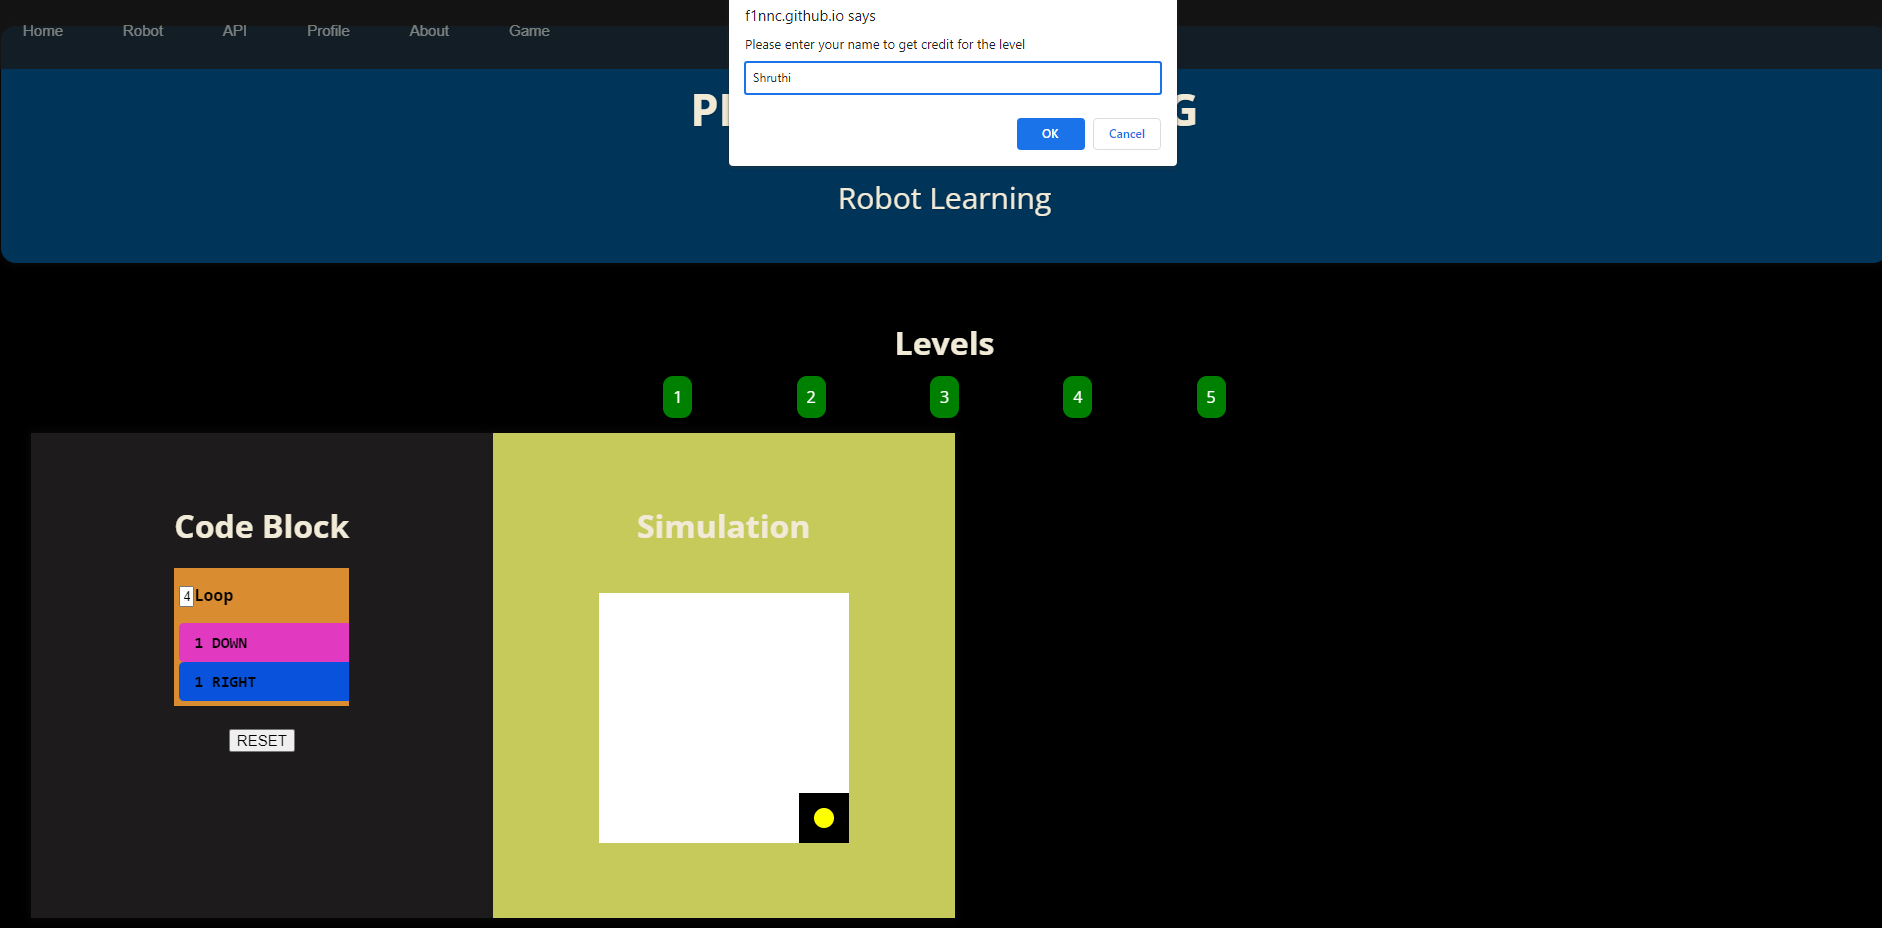 f1nnc.github.io says
Please enter your name to get credit for the level
Shruthi
OK Cancel
Home Robot API Profile About Game
Robot Learning
Levels
1 2 3 4 5
Code Block
4 Loop
1 DOWN
1 RIGHT
RESET
Simulation